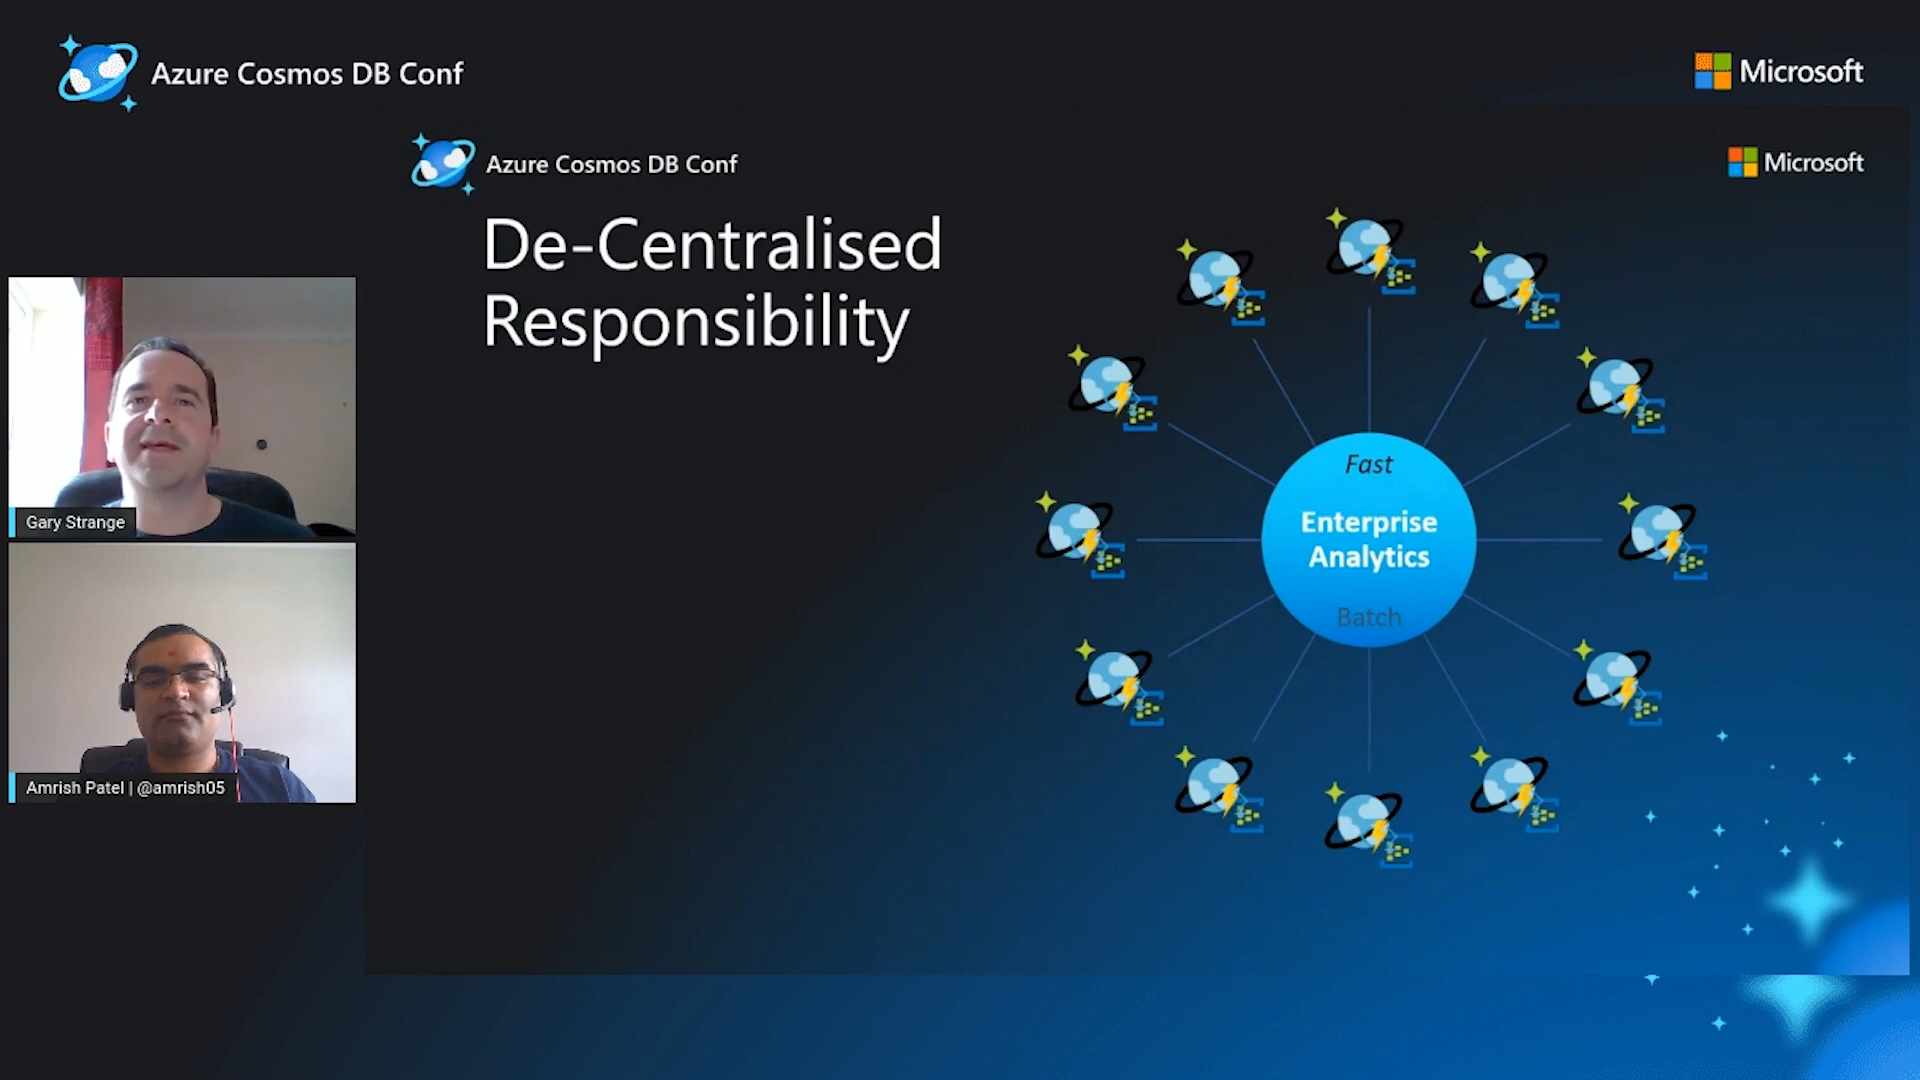 Azure Cosmos DB Conf
Microsoft
Azure Cosmos DB Conf
Microsoft
De-Centralised
Responsibility
Fast
Enterprise
Analytics
Batch
Gary Strange
Amrish Patel | @amrish05